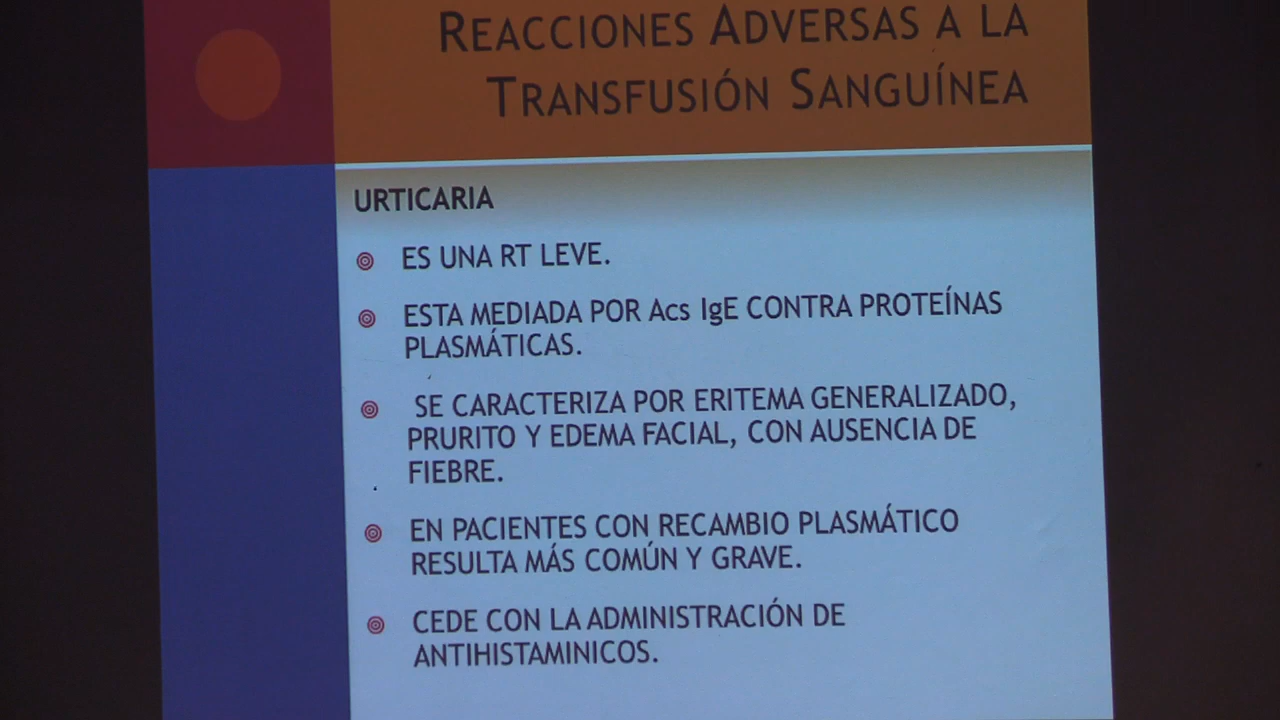 REACCIONES ADVERSAS A LA
TRANSFUSIÓN SANGUÍNEA
URTICARIA
ES UNA RT LEVE.
ESTA MEDIADA POR Acs IgE CONTRA PROTEÍNAS
PLASMÁTICAS.
SE CARACTERIZA POR ERITEMA GENERALIZADO,
PRURITO Y EDEMA FACIAL, CON AUSENCIA DE
FIEBRE.
EN PACIENTES CON RECAMBIO PLASMÁTICO
RESULTA MÁS COMÚN Y GRAVE.
CEDE CON LA ADMINISTRACIÓN DE
ANTIHISTAMINICOS.